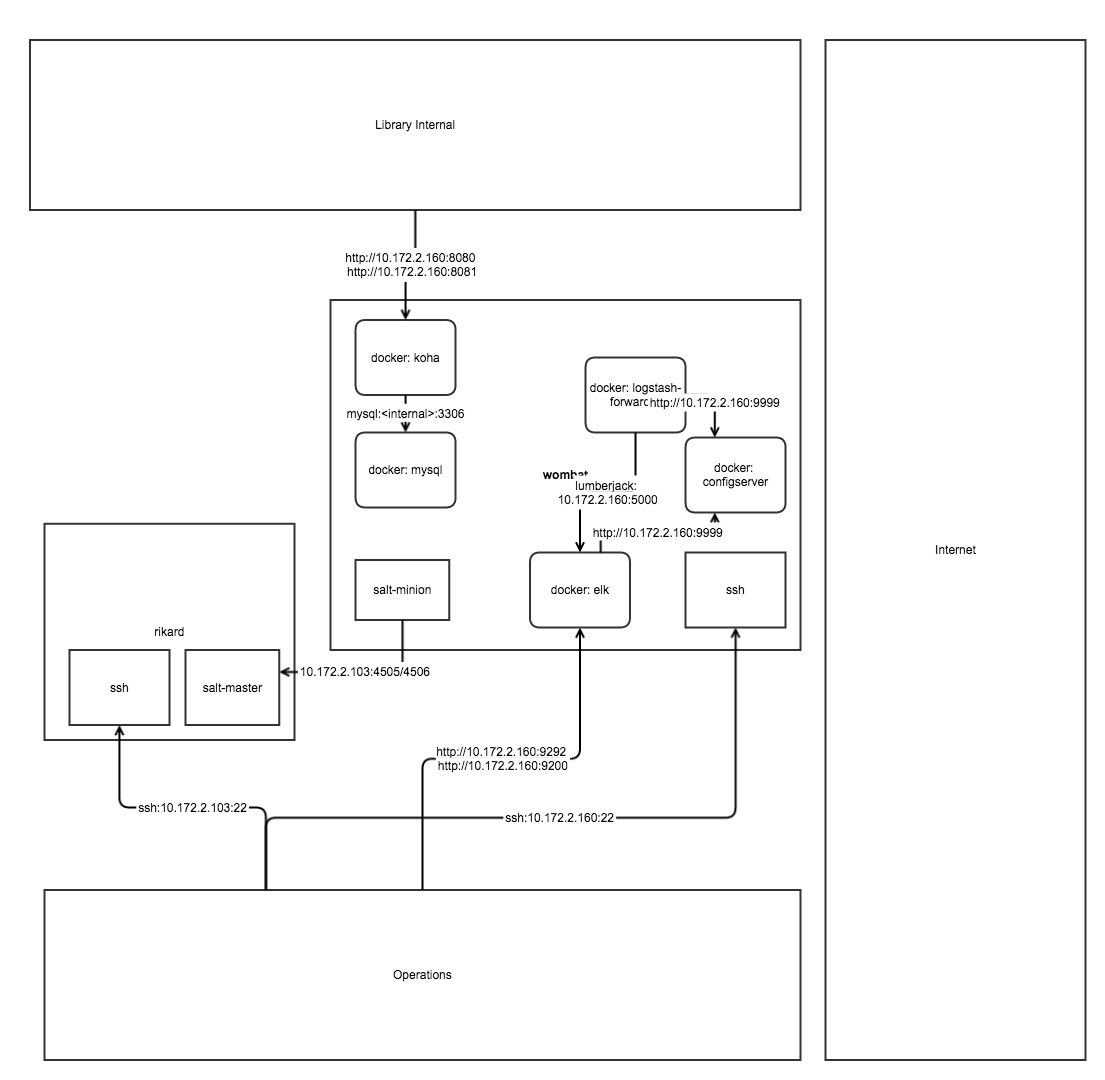 Library Internal
http://10.172.2.160:8080
http://10.172.2.160:8081
docker: koha
mysql:<internal>:3306
docker: mysql
docker: logstash-
forward
http://10.172.2.160:9999
docker:
configserver
wombat
lumberjack:
10.172.2.160:5000
http://10.172.2.160:9999
docker: elk
ssh
salt-minion
Internet
rikard
ssh
salt-master
10.172.2.103:4505/4506
http://10.172.2.160:9292
http://10.172.2.160:9200
ssh:10.172.2.103:22
ssh:10.172.2.160:22
Operations